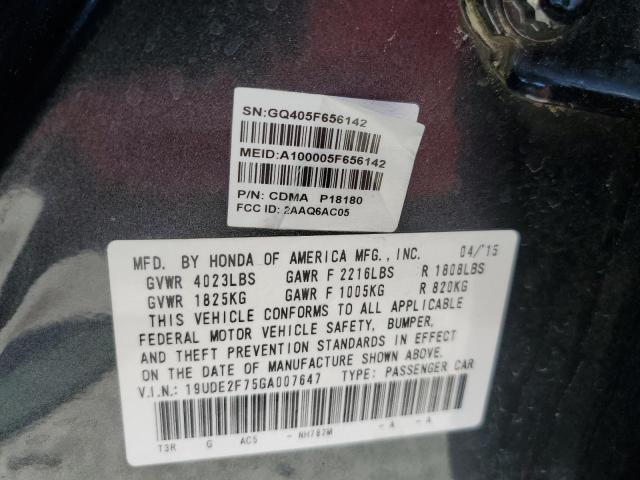 SN:GQ405F656142
MEID:A100005F656142
P/N: CDMA P18180
FCC ID: 2AAQ6AC05
MFD. BY HONDA OF AMERICA MFG., INC. 04/'15
GVWR 4023LBS GAWR F 2216LBS R 1808LBS
GVWR 1825KG GAWR F 1005KG R 820KG
THIS VEHICLE CONFORMS TO ALL APPLICABLE
FEDERAL MOTOR VEHICLE SAFETY, BUMPER,
AND THEFT PREVENTION STANDARDS IN EFFECT
ON THE DATE OF MANUFACTURE SHOWN ABOVE.
V.I.N.: 19UDE2F75GA007647 TYPE: PASSENGER CAR
T3R G AC5 - NH782M - A - A